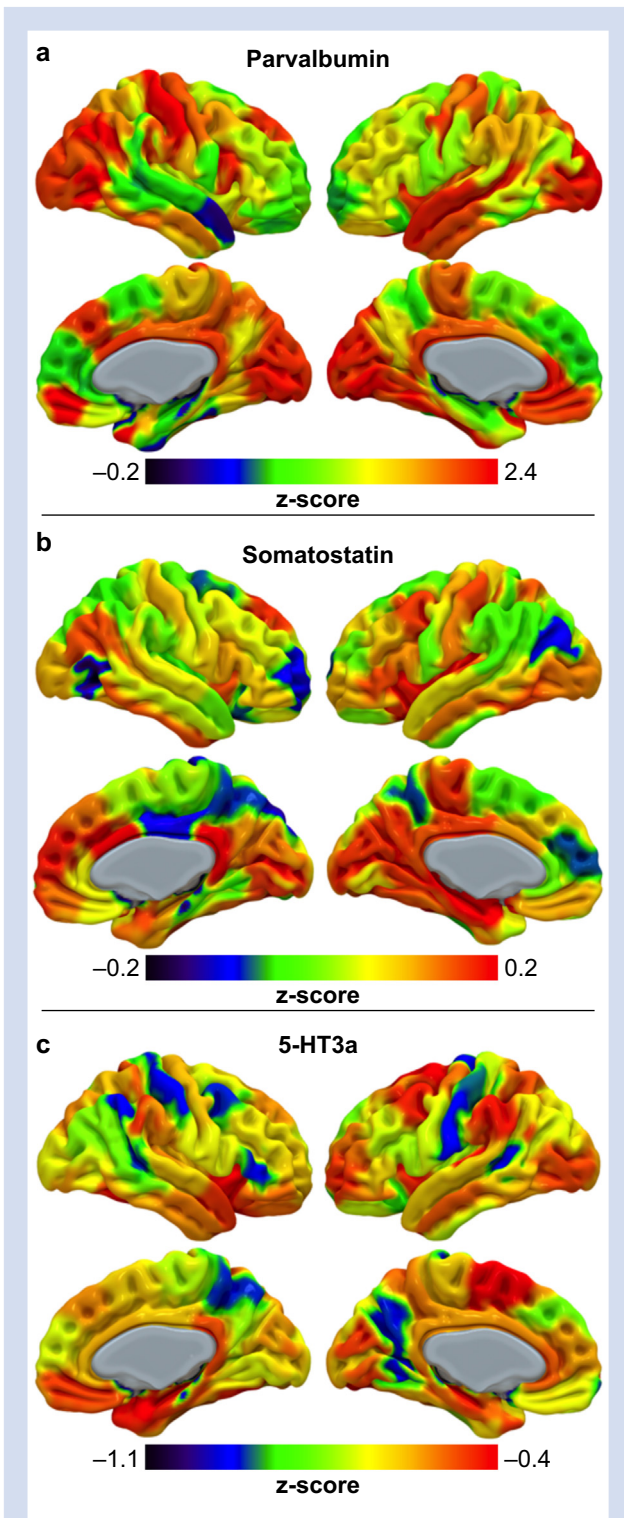 a
Parvalbumin
–0.2 2.4
z-score
b
Somatostatin
–0.2 0.2
z-score
c
5-HT3a
–1.1 –0.4
z-score